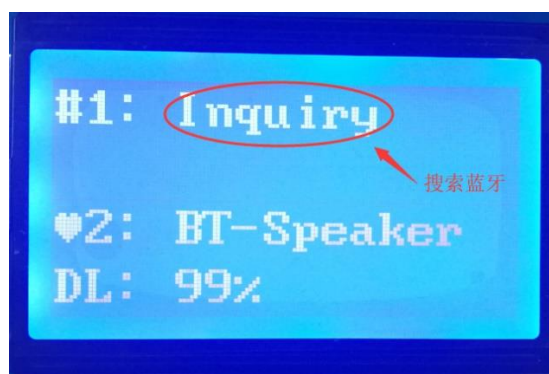 #1: Inquiry
搜索蓝牙
♥2: BT-Speaker
DL: 99%